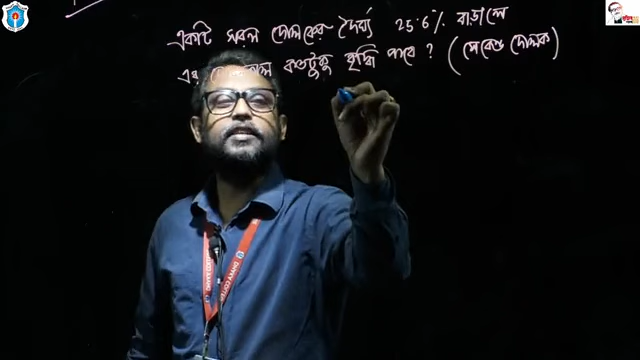 একটি সরল দোলকের দৈর্ঘ্য 25.6% বাড়ালে
এর কতটুকু বৃদ্ধি পাবে ? (সেকেন্ড দোলক)